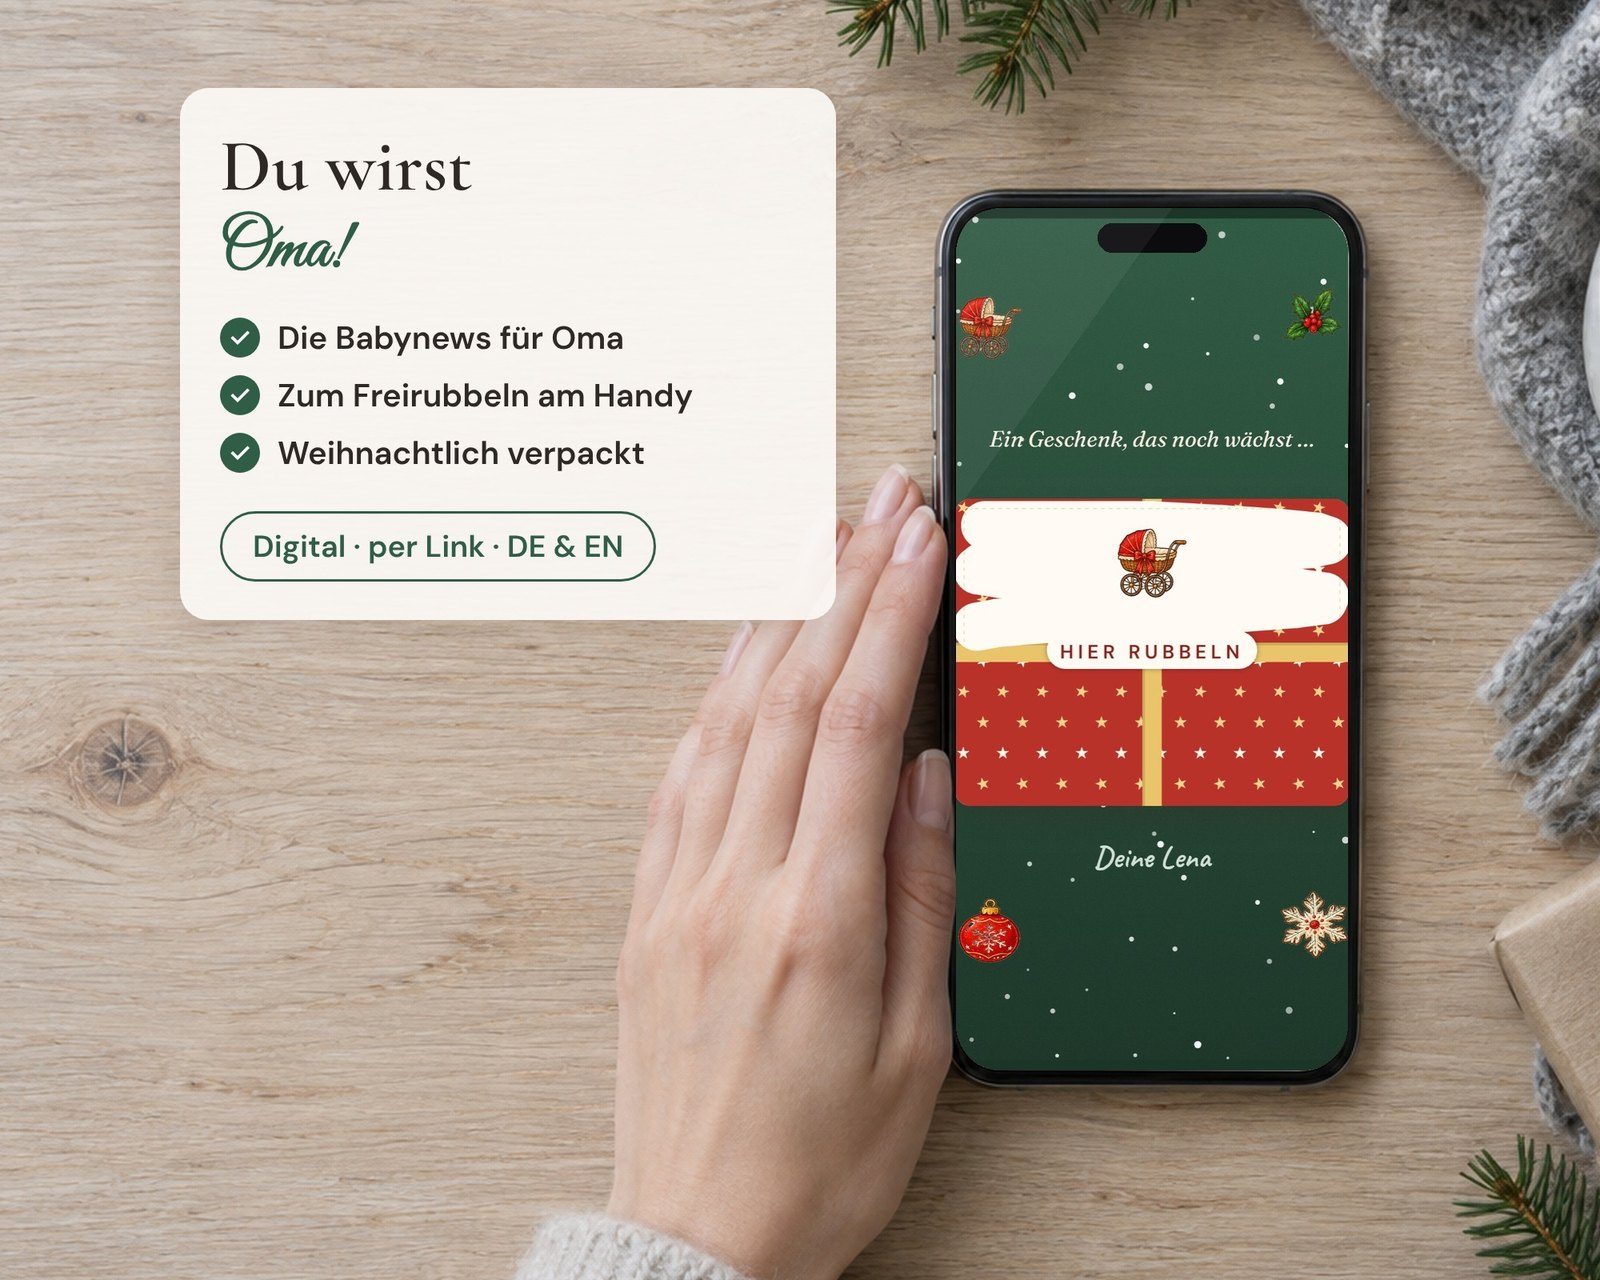 Du wirst
Oma!
Die Babynews für Oma
Zum Freirubbeln am Handy
Weihnachtlich verpackt
Digital · per Link · DE & EN
Ein Geschenk, das noch wächst ...
HIER RUBBELN
Deine Lena